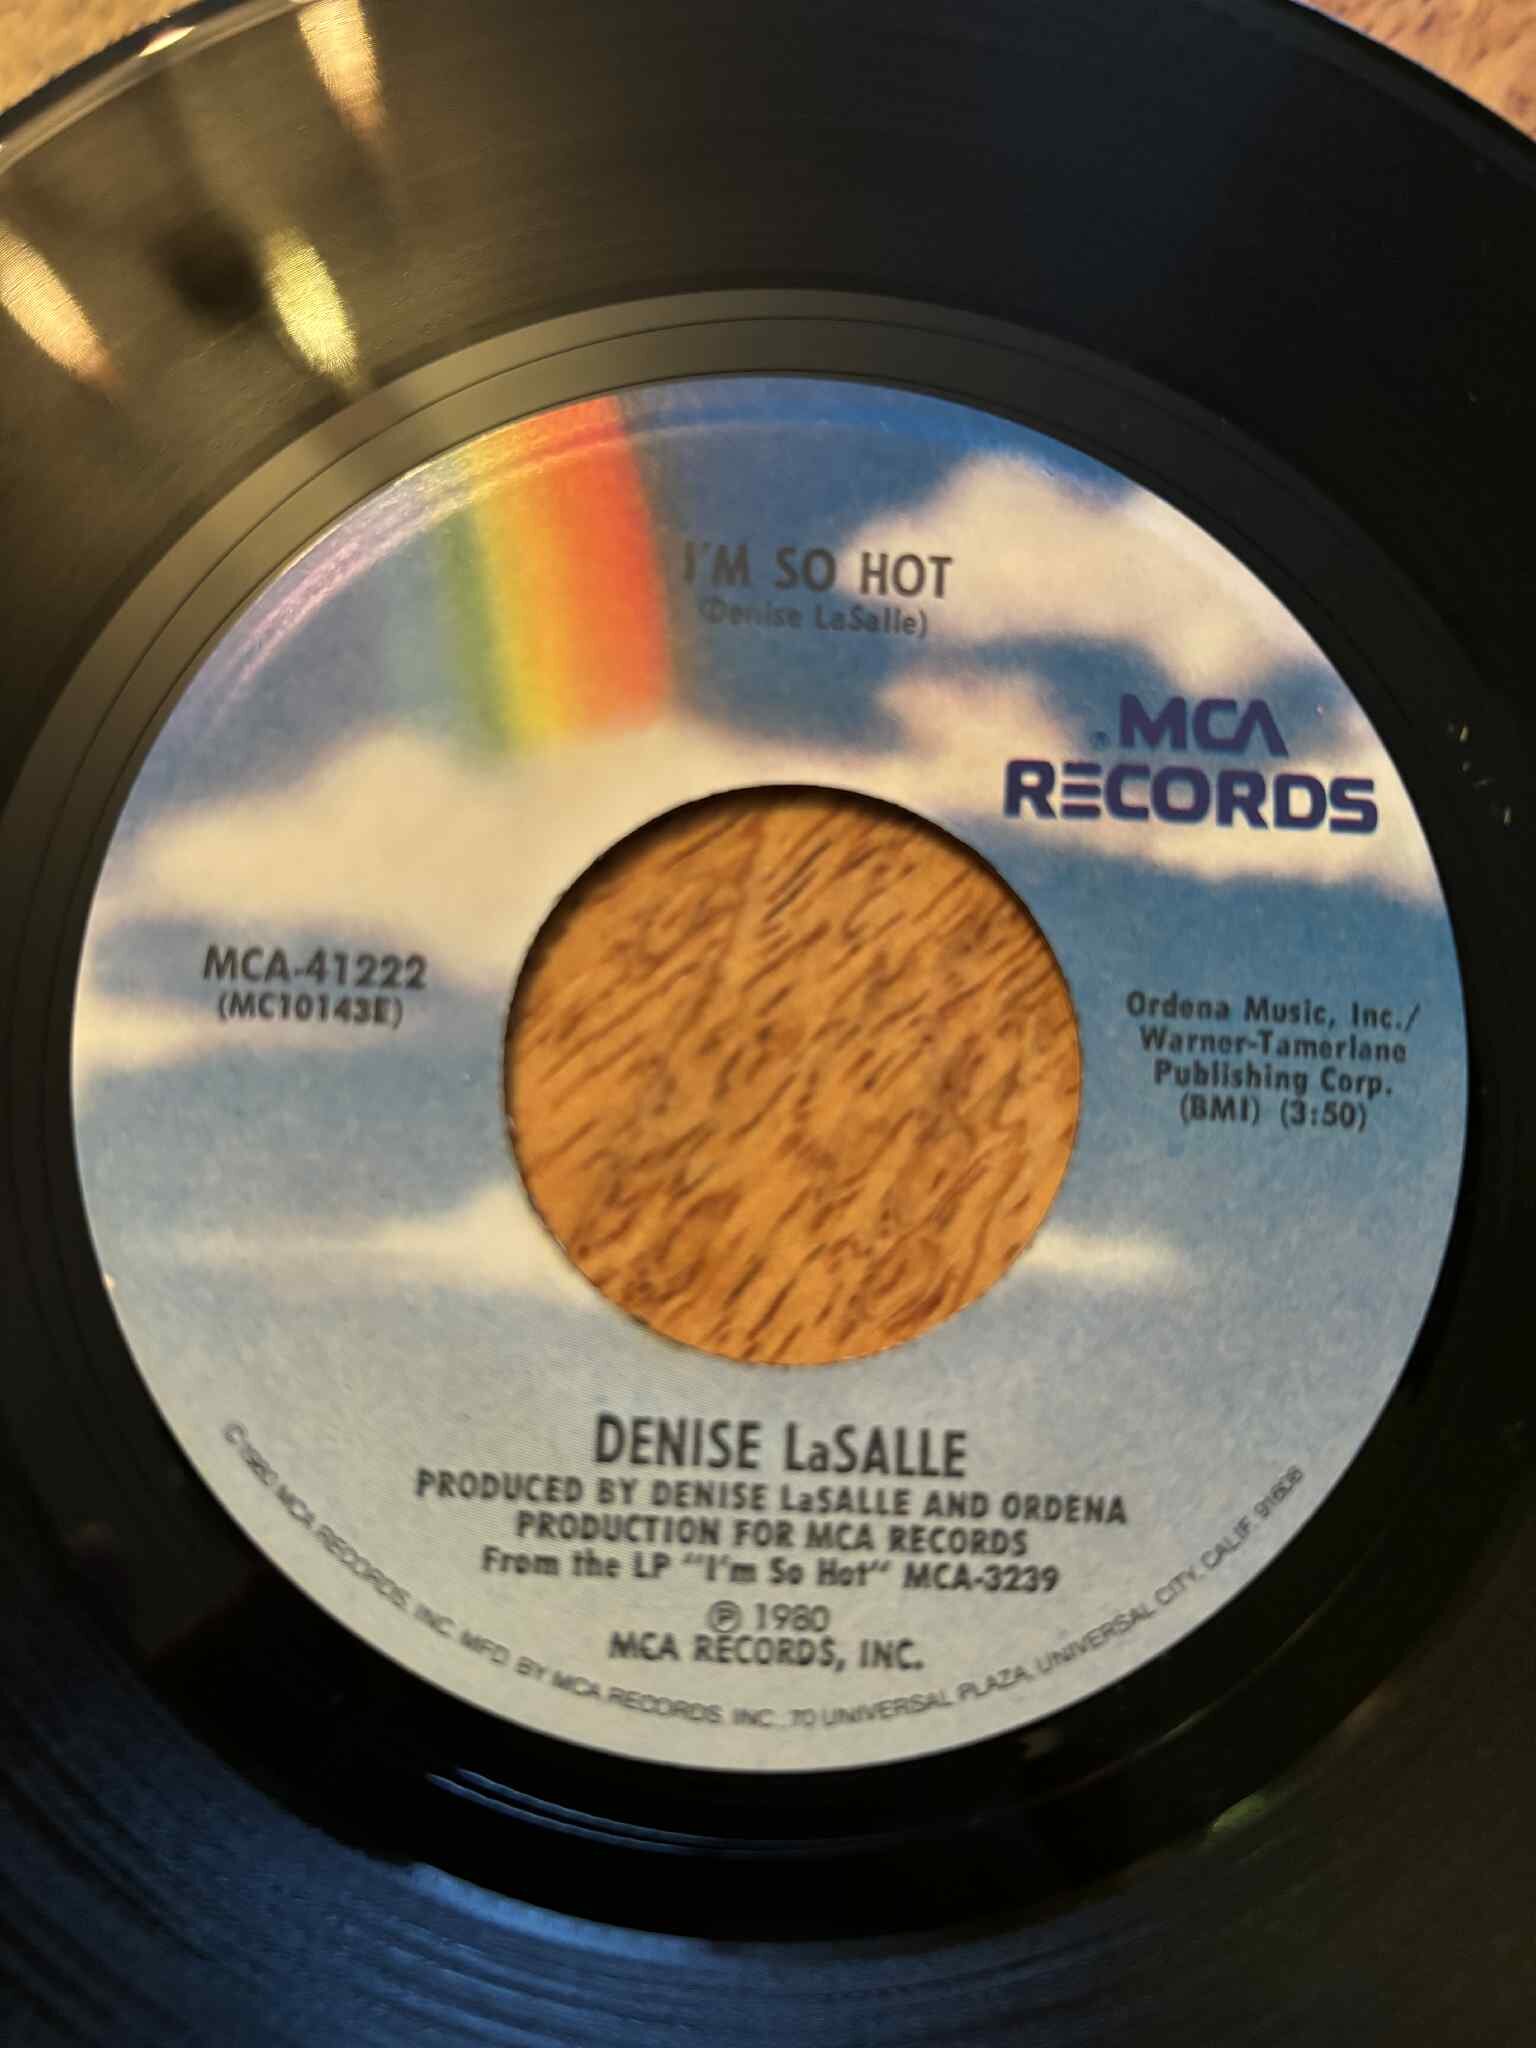 I'M SO HOT
(Denise LaSalle)
® MCA
RECORDS
MCA-41222
(MC10143E)
Ordena Music, Inc./
Warner-Tamerlane
Publishing Corp.
(BMI) (3:50)
DENISE LaSALLE
PRODUCED BY DENISE LaSALLE AND ORDENA
PRODUCTION FOR MCA RECORDS
From the LP "I'm So Hot" MCA-3239
℗ 1980
MCA RECORDS, INC.
©1980 MCA RECORDS, INC. MFD. BY MCA RECORDS, INC., 70 UNIVERSAL PLAZA, UNIVERSAL CITY, CALIF. 91608